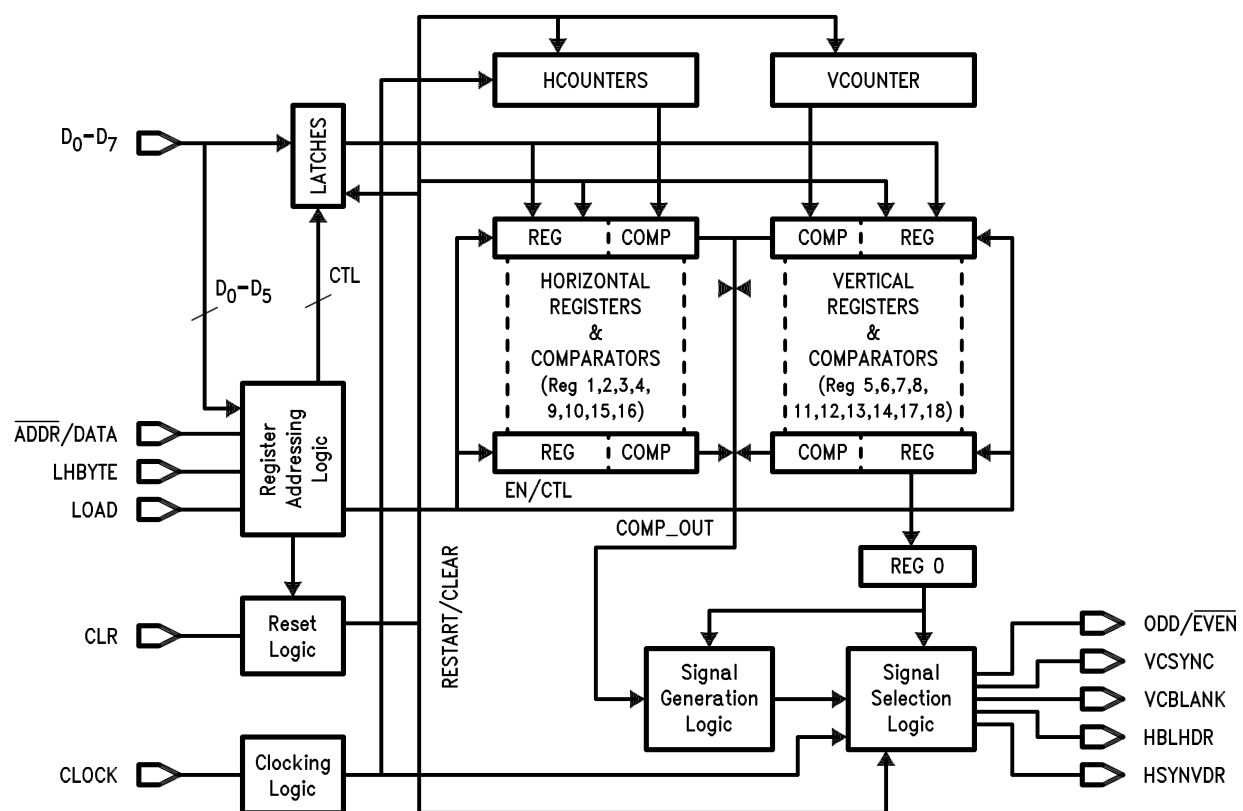 HCOUNTERS
VCOUNTER
D0-D7
LATCHES
REG
COMP
COMP
REG
D0-D5
CTL
HORIZONTAL
REGISTERS
&
COMPARATORS
(Reg 1,2,3,4,
9,10,15,16)
VERTICAL
REGISTERS
&
COMPARATORS
(Reg 5,6,7,8,
11,12,13,14,17,18)
ADDR/DATA
LHBYTE
LOAD
Register
Addressing
Logic
REG
COMP
COMP
REG
EN/CTL
COMP_OUT
REG 0
RESTART/CLEAR
CLR
Reset
Logic
Signal
Generation
Logic
Signal
Selection
Logic
ODD/EVEN
VCSYNC
VCBLANK
HBLHDR
HSYNVDR
CLOCK
Clocking
Logic